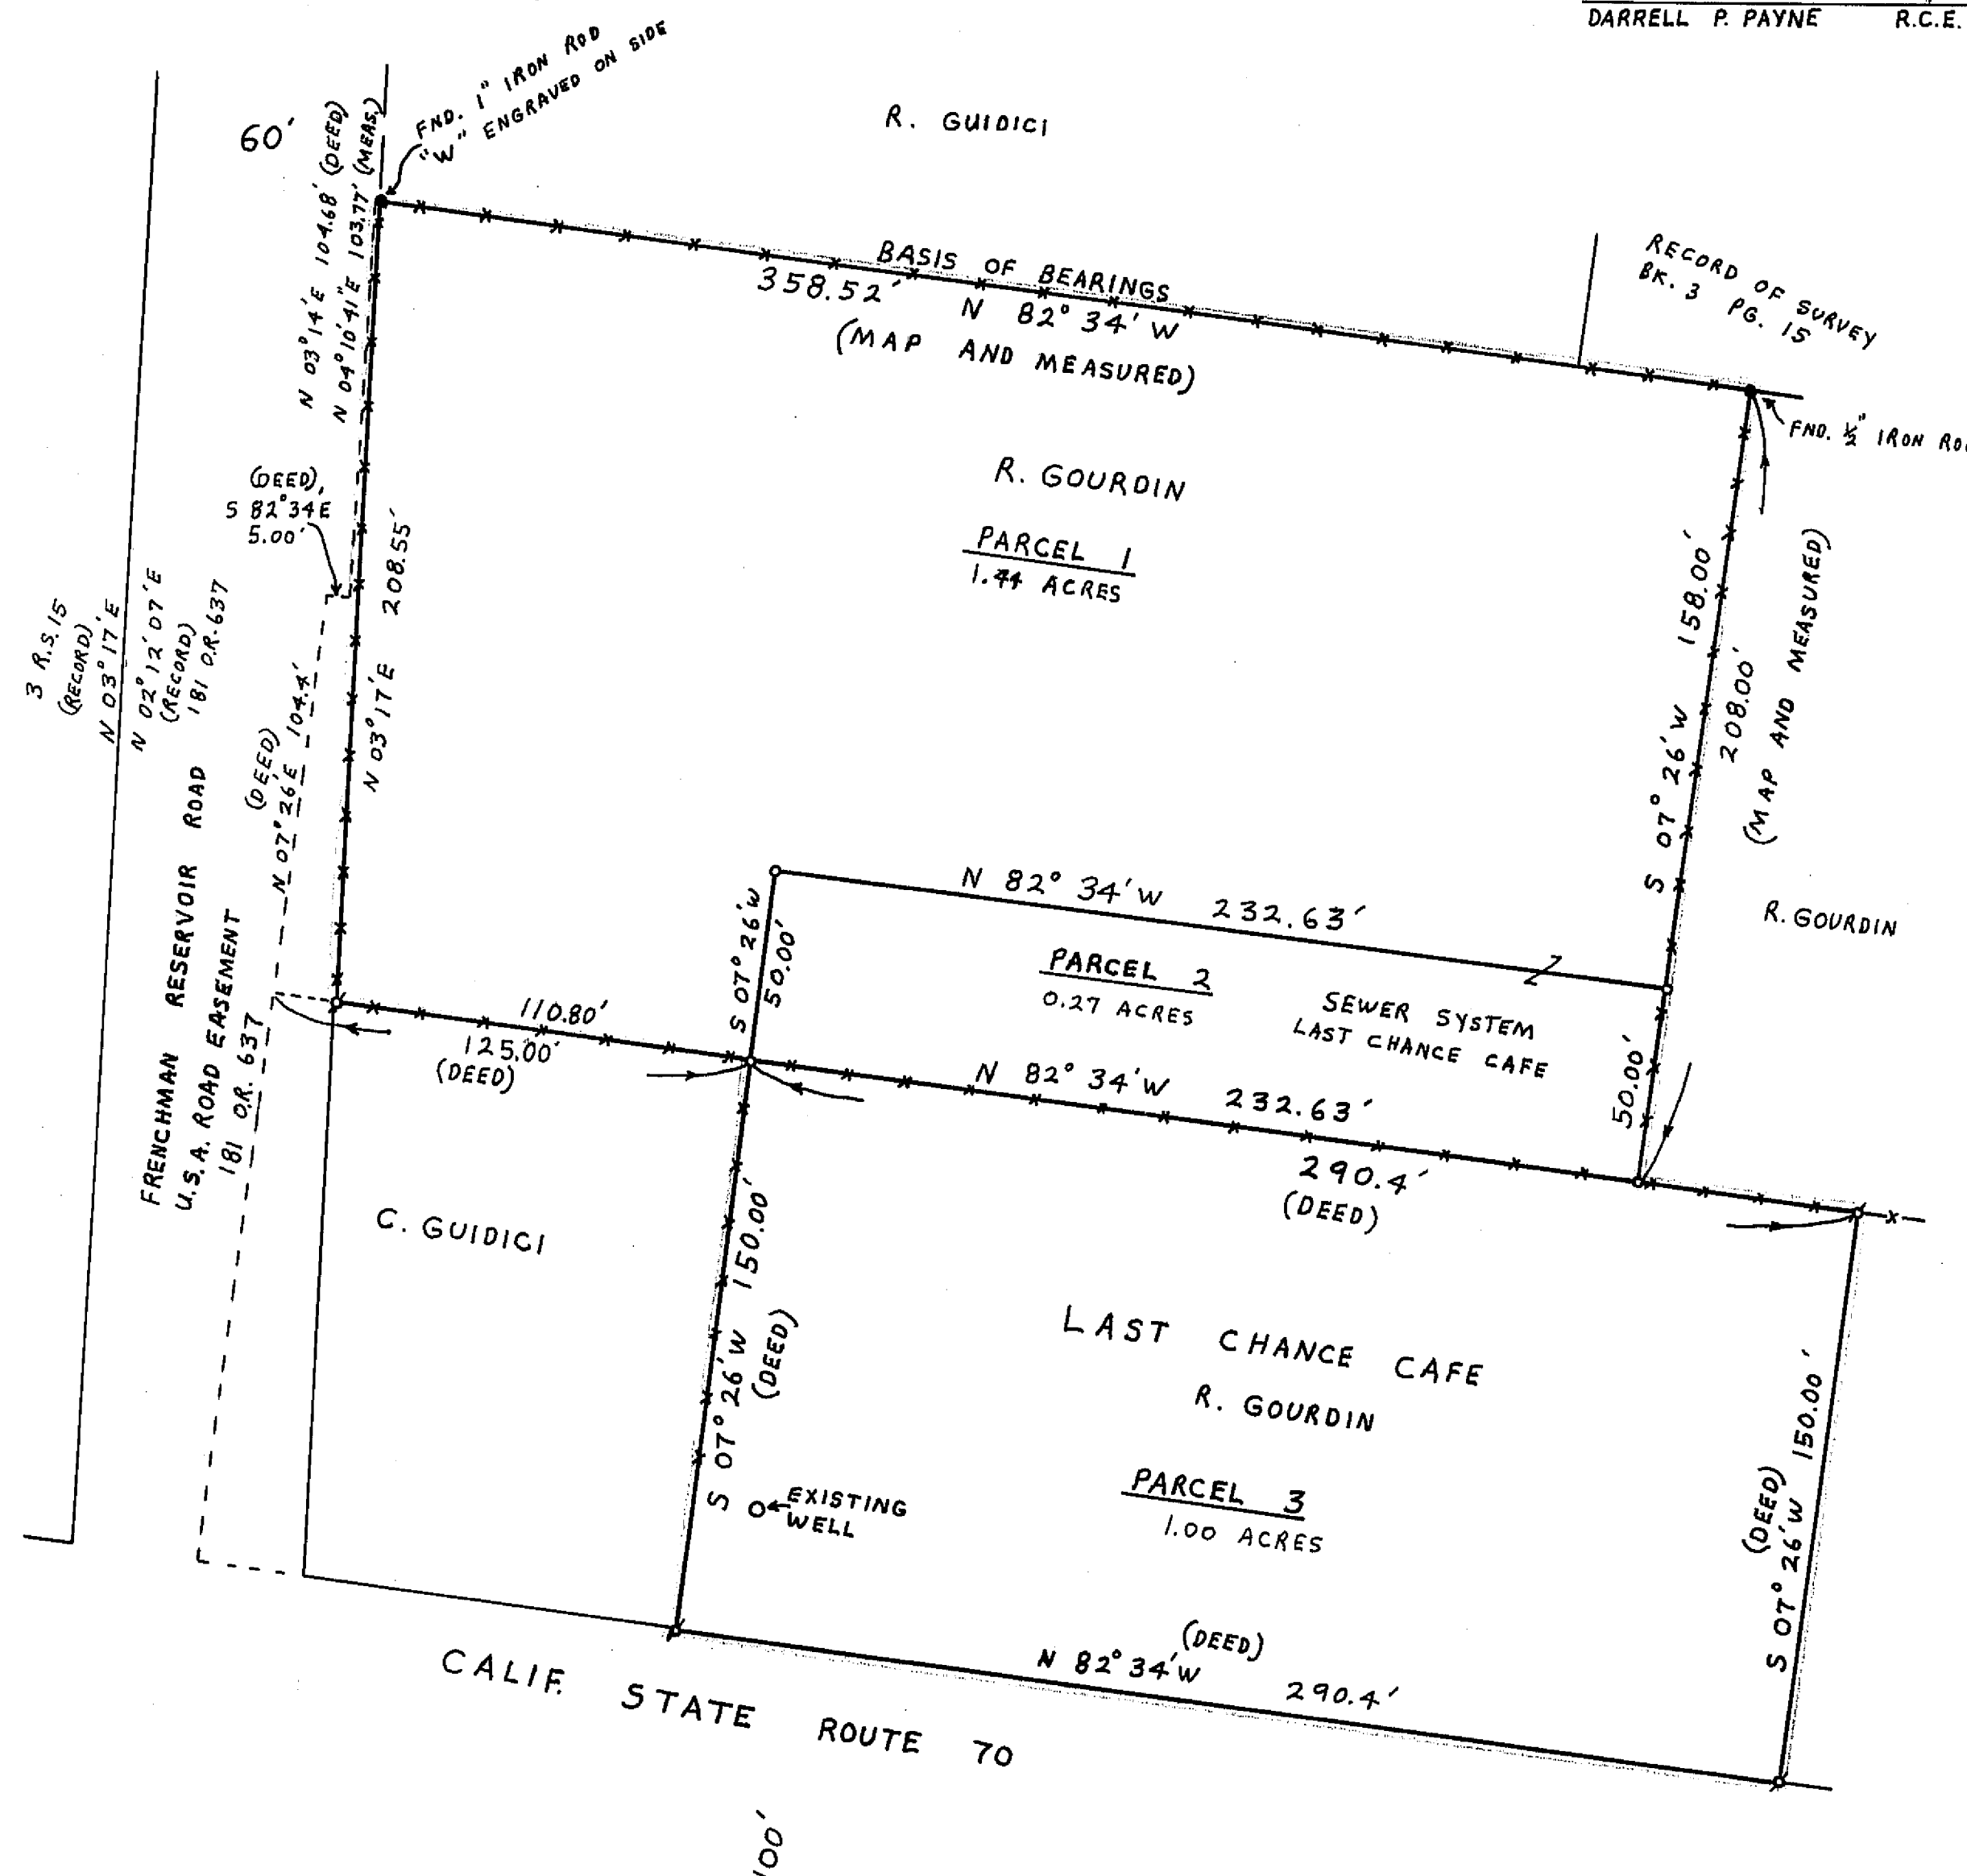 DARRELL P. PAYNE R.C.E.
60'
FND. 1" IRON ROD
"W" ENGRAVED ON SIDE
R. GUIDICI
N 03°14'E 104.68' (DEED)
N 04°10'41"E 103.77' (MEAS.)
BASIS OF BEARINGS
358.52' N 82°34'W
(MAP AND MEASURED)
RECORD OF SURVEY
BK. 3 PG. 15
FND. ½" IRON
R. GOURDIN
PARCEL 1
1.44 ACRES
(DEED)
S 82°34E
5.00'
N 03°17'E 208.55'
S 07°26'W 158.00'
208.00'
(MAP AND MEASURED)
3 R.S. 15
(RECORD)
N 03°17'E
N 02°12'07'E
(RECORD)
181 O.R. 637
(DEED)
N 07°26'E 104.4'
FRENCHMAN RESERVOIR ROAD
U.S.A. ROAD EASEMENT
181 O.R. 637
N 82°34'W 232.63'
S 07°26'W
50.00'
PARCEL 2
0.27 ACRES
SEWER SYSTEM
LAST CHANCE CAFE
R. GOURDIN
50.00'
110.80'
125.00'
(DEED)
N 82°34'W 232.63'
290.4'
(DEED)
C. GUIDICI
S 07°26'W 150.00'
(DEED)
LAST CHANCE CAFE
R. GOURDIN
PARCEL 3
1.00 ACRES
EXISTING
WELL
(DEED)
S 07°26'W 150.00'
(DEED)
N 82°34'W 290.4'
CALIF. STATE ROUTE 70
100'